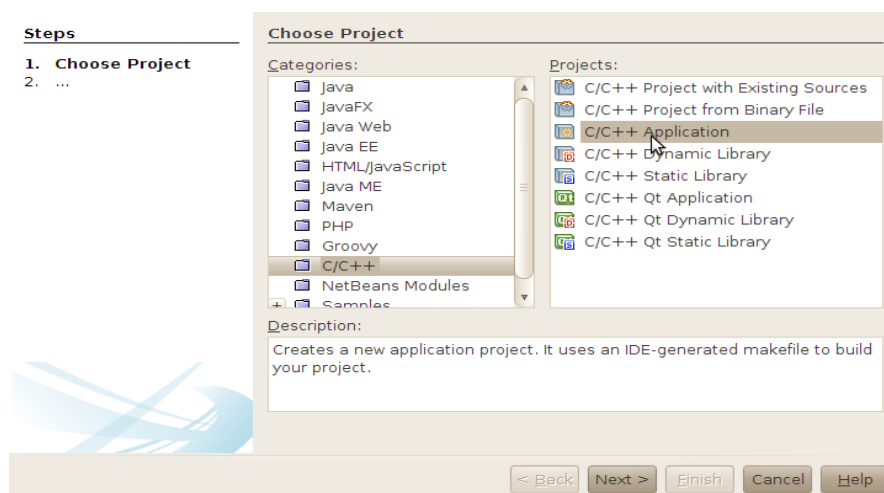 Steps
1. Choose Project
2. ...
Choose Project
Categories:
Java
JavaFX
Java Web
Java EE
HTML/JavaScript
Java ME
Maven
PHP
Groovy
C/C++
NetBeans Modules
Samples
Projects:
C/C++ Project with Existing Sources
C/C++ Project from Binary File
C/C++ Application
C/C++ Dynamic Library
C/C++ Static Library
C/C++ Qt Application
C/C++ Qt Dynamic Library
C/C++ Qt Static Library
Description:
Creates a new application project. It uses an IDE-generated makefile to build
your project.
< Back Next > Finish Cancel Help